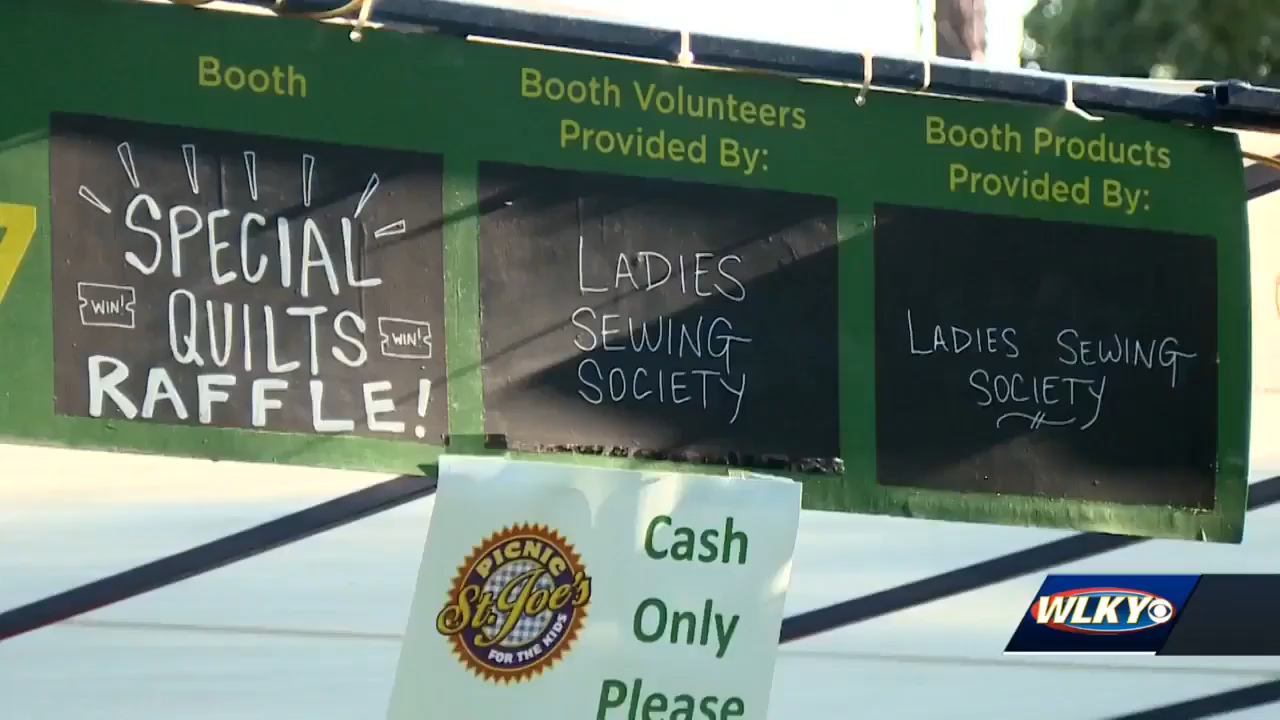 Booth
SPECIAL
QUILTS
RAFFLE!
WIN!
WIN!
Booth Volunteers
Provided By:
LADIES
SEWING
SOCIETY
Booth Products
Provided By:
LADIES SEWING
SOCIETY
7
PICNIC
St. Joe's
FOR THE KIDS
Cash
Only
Please
WLKY